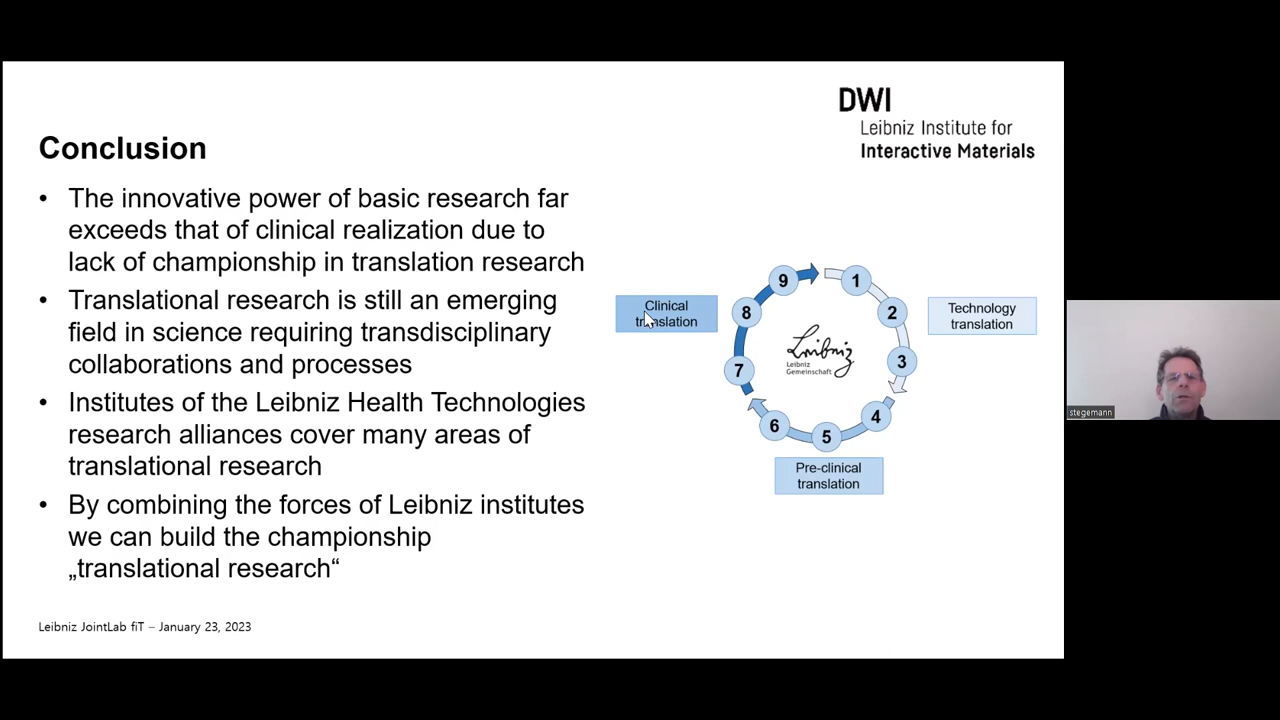 DWI
Leibniz Institute for
Interactive Materials
Conclusion
• The innovative power of basic research far
exceeds that of clinical realization due to
lack of championship in translation research
• Translational research is still an emerging
field in science requiring transdisciplinary
collaborations and processes
• Institutes of the Leibniz Health Technologies
research alliances cover many areas of
translational research
• By combining the forces of Leibniz institutes
we can build the championship
„translational research“
Clinical
translation
9
8
7
1
2
3
Leibniz
Leibniz
Gemeinschaft
6
5
4
Technology
translation
Pre-clinical
translation
stegemann
Leibniz JointLab fiT – January 23, 2023